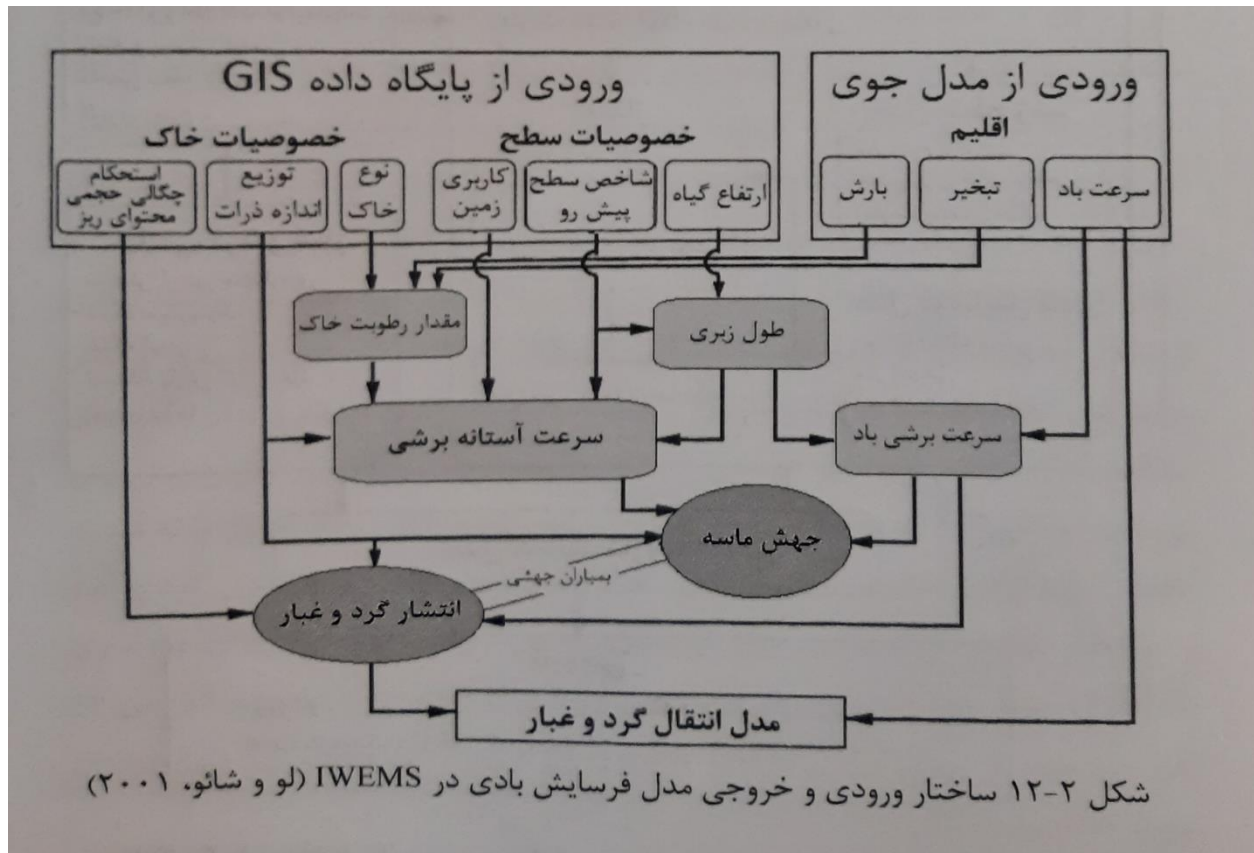 ورودی از مدل جوی
اقلیم
سرعت باد
تبخیر
بارش
ورودی از پایگاه داده GIS
خصوصیات سطح
ارتفاع گیاه
شاخص سطح
پیش رو
کاربری
زمین
خصوصیات خاک
نوع
خاک
توزیع
اندازه ذرات
استحکام
چگالی حجمی
محتوای ریز
طول زبری
مقدار رطوبت خاک
سرعت برشی باد
سرعت آستانه برشی
جهش ماسه
بمباران جهشی
انتشار گرد و غبار
مدل انتقال گرد و غبار
شکل ۲-۱۲ ساختار ورودی و خروجی مدل فرسایش بادی در IWEMS (لو و شائو، ۲۰۰۱)